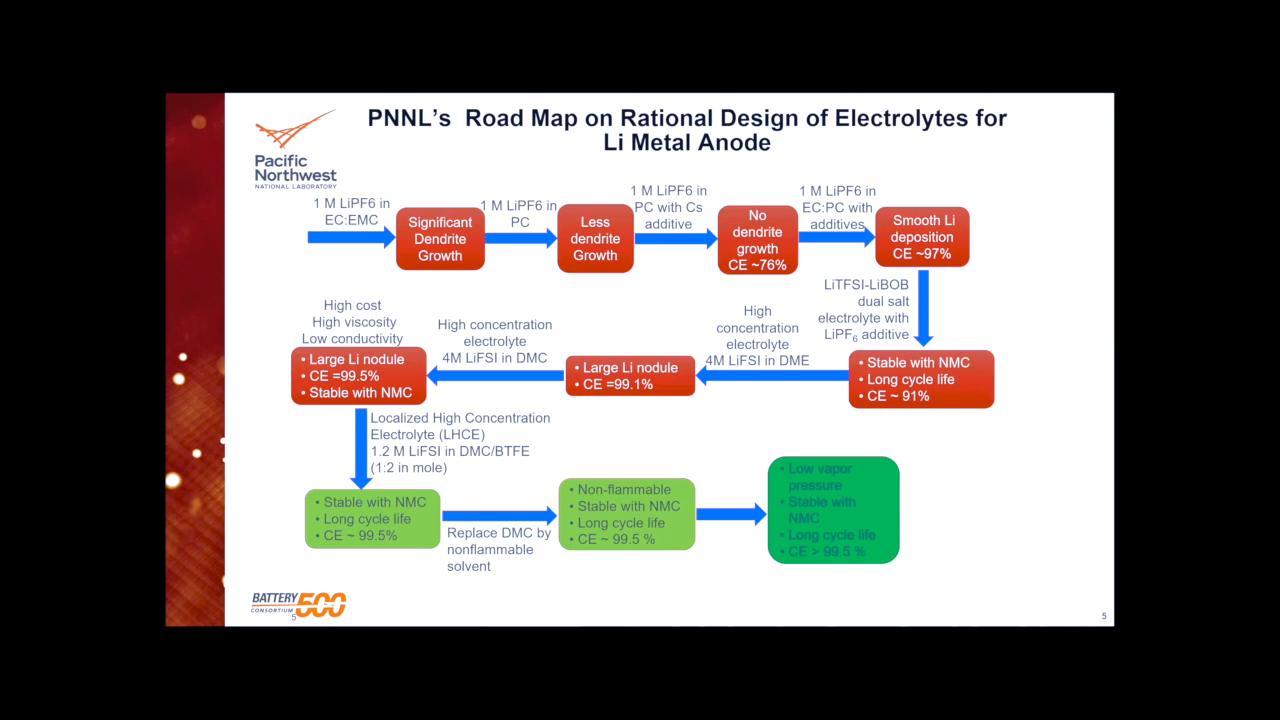 PNNL's Road Map on Rational Design of Electrolytes for
Li Metal Anode
Pacific
Northwest
NATIONAL LABORATORY
1 M LiPF6 in
EC:EMC
Significant
Dendrite
Growth
1 M LiPF6 in
PC
Less
dendrite
Growth
1 M LiPF6 in
PC with Cs
additive
No
dendrite
growth
CE ~76%
1 M LiPF6 in
EC:PC with
additives
Smooth Li
deposition
CE ~97%
LiTFSI-LiBOB
dual salt
electrolyte with
LiPF₆ additive
• Stable with NMC
• Long cycle life
• CE ~ 91%
High
concentration
electrolyte
4M LiFSI in DME
• Large Li nodule
• CE =99.1%
High concentration
electrolyte
4M LiFSI in DMC
High cost
High viscosity
Low conductivity
• Large Li nodule
• CE =99.5%
• Stable with NMC
Localized High Concentration
Electrolyte (LHCE)
1.2 M LiFSI in DMC/BTFE
(1:2 in mole)
• Stable with NMC
• Long cycle life
• CE ~ 99.5%
Replace DMC by
nonflammable
solvent
• Non-flammable
• Stable with NMC
• Long cycle life
• CE ~ 99.5 %
• Low vapor
pressure
• Stable with
NMC
• Long cycle life
• CE > 99.5 %
BATTERY
CONSORTIUM 500
5
5